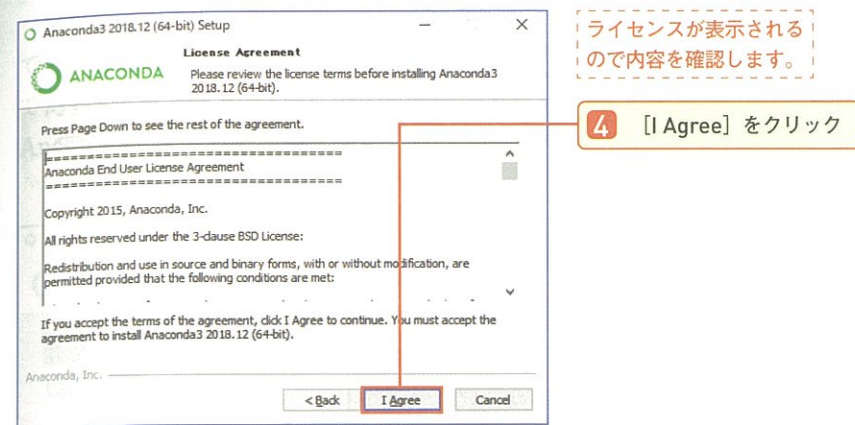 Anaconda3 2018.12 (64-bit) Setup
License Agreement
ANACONDA
Please review the license terms before installing Anaconda3
2018.12 (64-bit).
Press Page Down to see the rest of the agreement.
====================================
Anaconda End User License Agreement
====================================
Copyright 2015, Anaconda, Inc.
All rights reserved under the 3-clause BSD License:
Redistribution and use in source and binary forms, with or without modification, are
permitted provided that the following conditions are met:
If you accept the terms of the agreement, click I Agree to continue. You must accept the
agreement to install Anaconda3 2018.12 (64-bit).
Anaconda, Inc.
< Back
I Agree
Cancel
ライセンスが表示される
ので内容を確認します。
4 [I Agree] をクリック